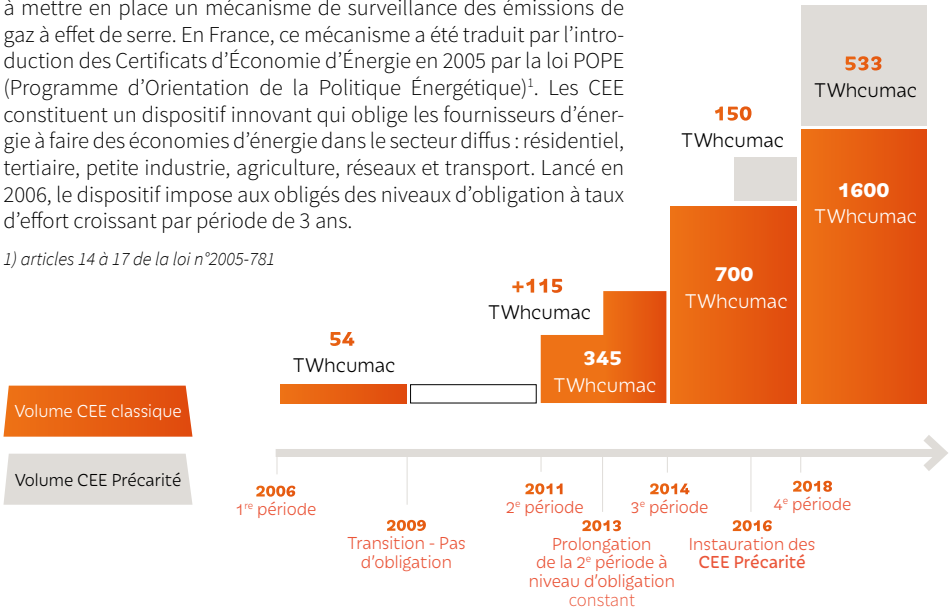 à mettre en place un mécanisme de surveillance des émissions de
gaz à effet de serre. En France, ce mécanisme a été traduit par l'intro-
duction des Certificats d'Économie d'Énergie en 2005 par la loi POPE
(Programme d'Orientation de la Politique Énergétique)¹. Les CEE
constituent un dispositif innovant qui oblige les fournisseurs d'éner-
gie à faire des économies d'énergie dans le secteur diffus : résidentiel,
tertiaire, petite industrie, agriculture, réseaux et transport. Lancé en
2006, le dispositif impose aux obligés des niveaux d'obligation à taux
d'effort croissant par période de 3 ans.
1) articles 14 à 17 de la loi n°2005-781
54
TWhcumac
+115
TWhcumac
345
TWhcumac
150
TWhcumac
700
TWhcumac
533
TWhcumac
1600
TWhcumac
Volume CEE classique
Volume CEE Précarité
2006
1re période
2009
Transition - Pas
d'obligation
2011
2e période
2013
Prolongation
de la 2e période à
niveau d'obligation
constant
2014
3e période
2016
Instauration des
CEE Précarité
2018
4e période